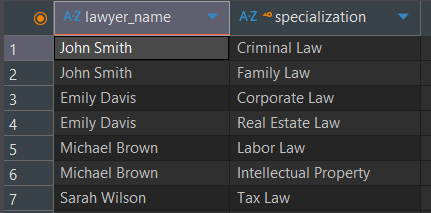 A-Z lawyer_name A-Z specialization
1 John Smith Criminal Law
2 John Smith Family Law
3 Emily Davis Corporate Law
4 Emily Davis Real Estate Law
5 Michael Brown Labor Law
6 Michael Brown Intellectual Property
7 Sarah Wilson Tax Law